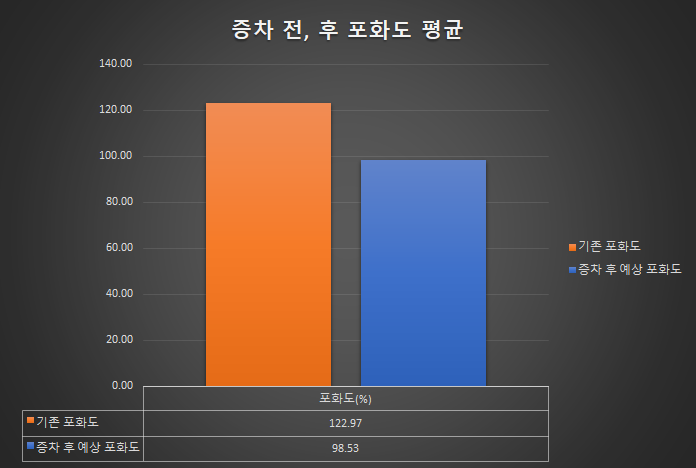 증차 전, 후 포화도 평균
140.00
120.00
100.00
80.00
60.00
40.00
20.00
0.00
기존 포화도
증차 후 예상 포화도
포화도(%)
기존 포화도 122.97
증차 후 예상 포화도 98.53